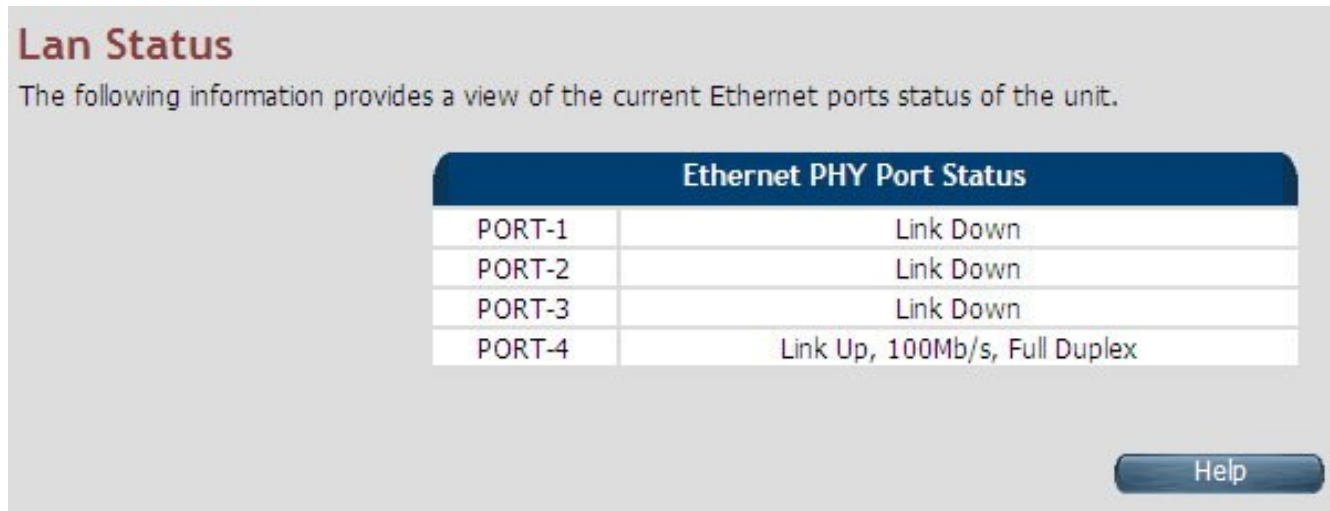 Lan Status
The following information provides a view of the current Ethernet ports status of the unit.
Ethernet PHY Port Status
PORT-1 Link Down
PORT-2 Link Down
PORT-3 Link Down
PORT-4 Link Up, 100Mb/s, Full Duplex
Help